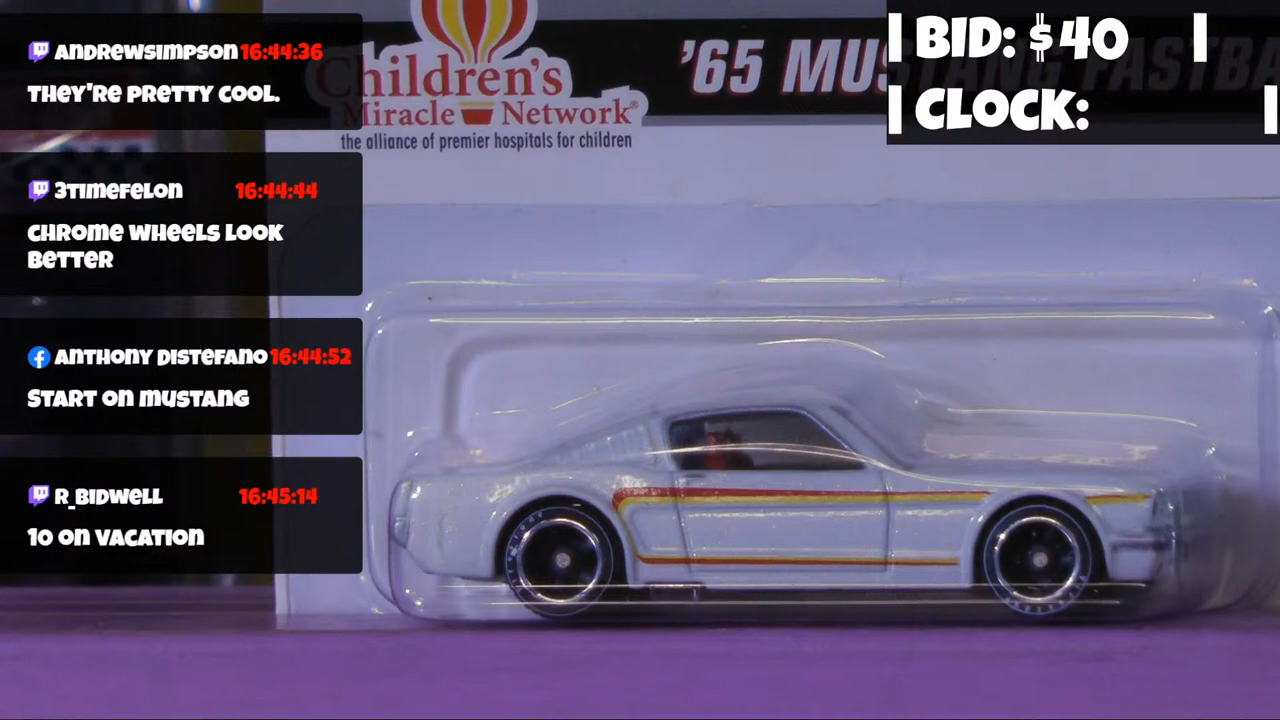 AndrewSimpson 16:44:36
They're pretty cool.
3TimeFelon 16:44:44
Chrome wheels look
better
Anthony DiStefano 16:44:52
Start on mustang
R_Bidwell 16:45:14
10 on vacation
Children's
Miracle Network®
the alliance of premier hospitals for children
'65 MUSTANG FASTBA
| BID: $40 |
| CLOCK: |